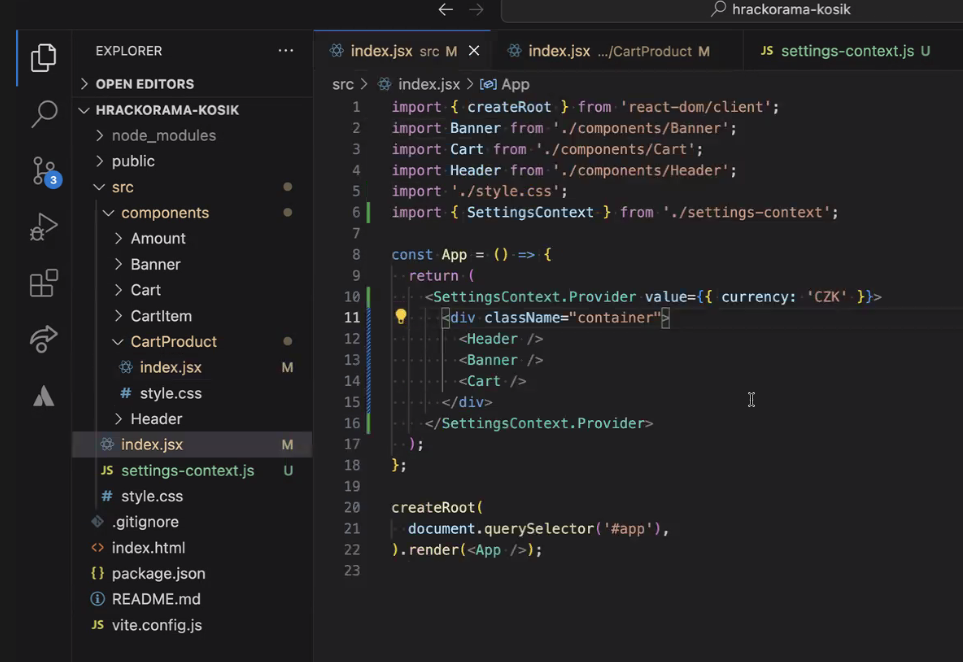 hrackorama-kosik
EXPLORER
OPEN EDITORS
HRACKORAMA-KOSIK
node_modules
public
src
components
Amount
Banner
Cart
CartItem
CartProduct
index.jsx M
# style.css
Header
index.jsx M
JS settings-context.js U
# style.css
.gitignore
<> index.html
{} package.json
README.md
JS vite.config.js
3
index.jsx src M
index.jsx .../CartProduct M
JS settings-context.js U
src > index.jsx > App
1 import { createRoot } from 'react-dom/client';
2 import Banner from './components/Banner';
3 import Cart from './components/Cart';
4 import Header from './components/Header';
5 import './style.css';
6 import { SettingsContext } from './settings-context';
7
8 const App = () => {
9 return (
10 <SettingsContext.Provider value={{ currency: 'CZK' }}>
11 <div className="container">
12 <Header />
13 <Banner />
14 <Cart />
15 </div>
16 </SettingsContext.Provider>
17 );
18 };
19
20 createRoot(
21 document.querySelector('#app'),
22 ).render(<App />);
23